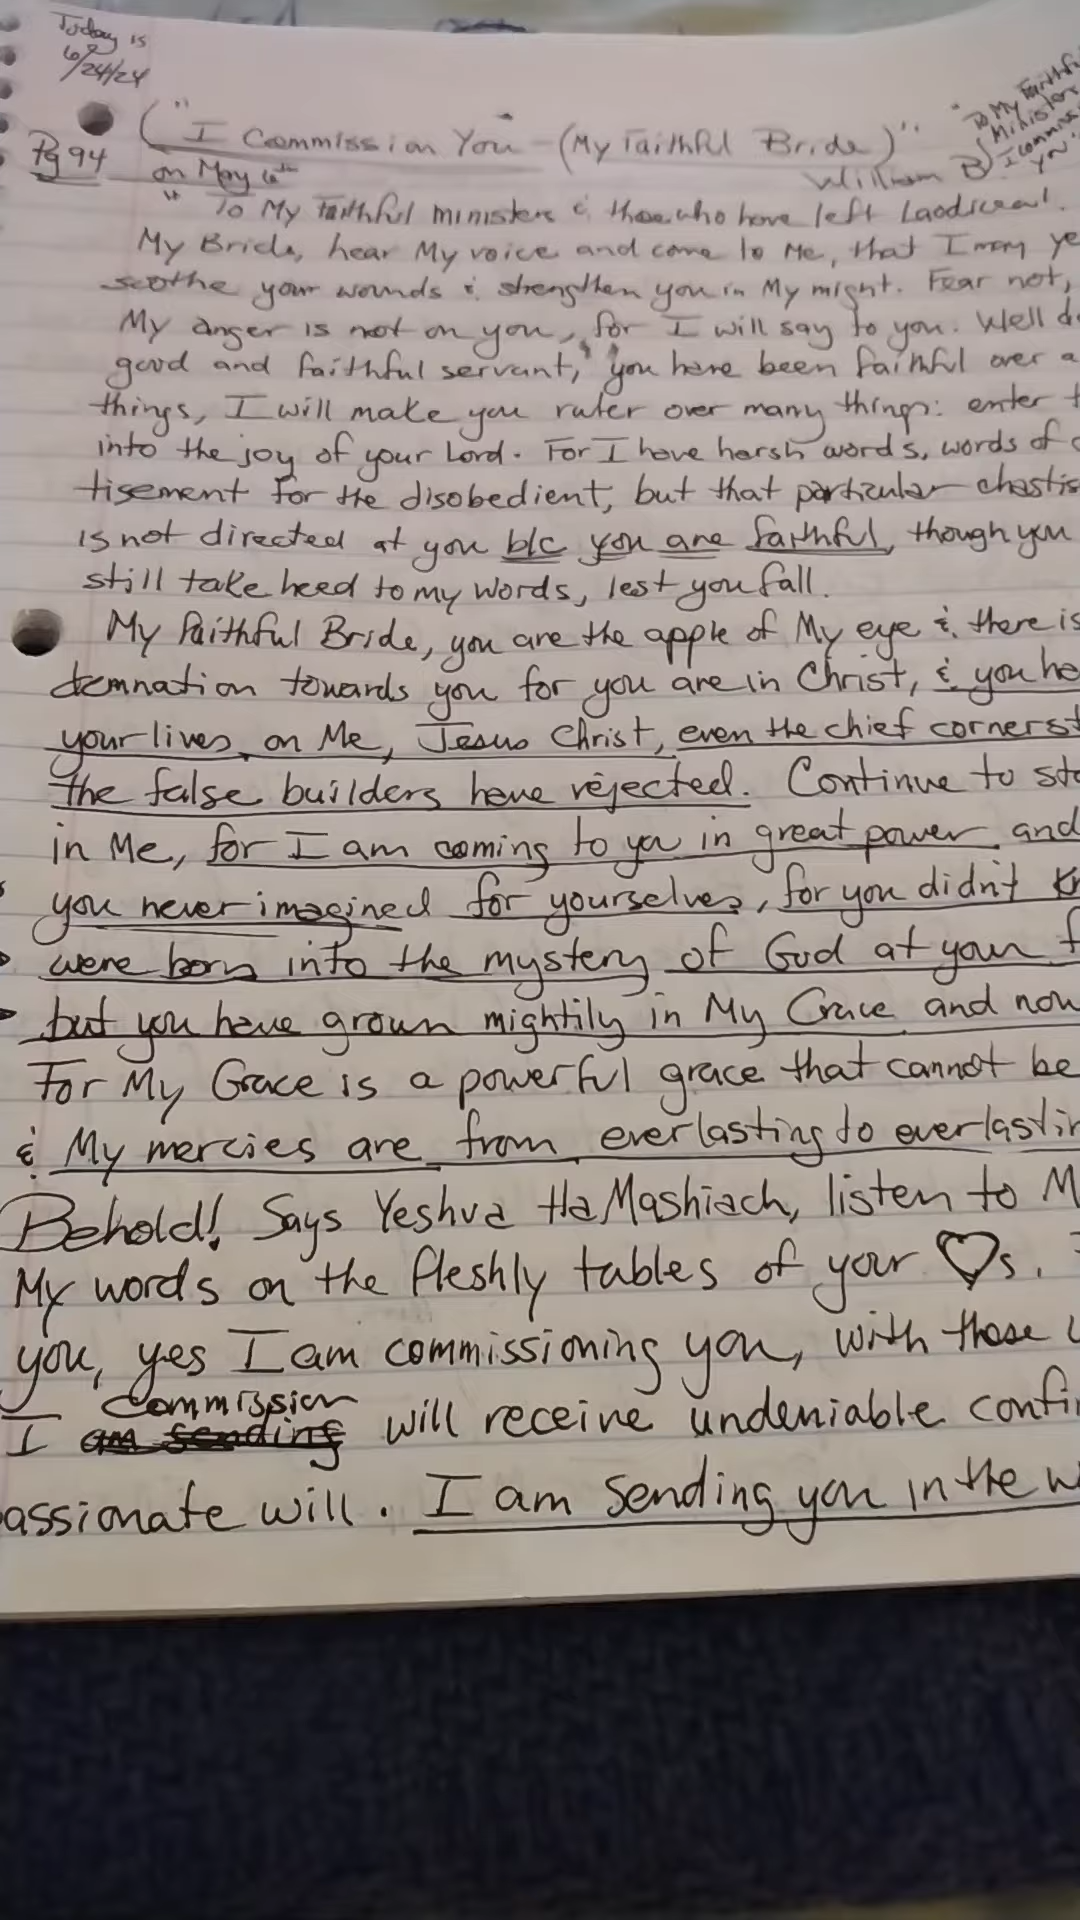 Today is
6/24/24
("I Commission You - (My Faithful Bride)"
"To My Faithful
Ministers
I commiss
you"
Pg 94
on May 6th
William B
" To My faithful ministers & those who have left Laodicea!
My Bride, hear My voice and come to Me, that I may ye
soothe your wounds & strengthen you in My might. Fear not,
My anger is not on you, for I will say to you. Well d
good and faithful servant, you have been faithful over a
things, I will make you ruler over many things: enter t
into the joy of your Lord. For I have harsh words, words of c
tisement for the disobedient, but that particular chastis
is not directed at you b/c you are faithful, though you
still take heed to my words, lest you fall.
My Faithful Bride, you are the apple of My eye & there is
demnation towards you for you are in Christ, & you ha
your lives on Me, Jesus Christ, even the chief cornerst
the false builders have rejected. Continue to sta
in Me, for I am coming to you in great power and
you never imagined for yourselves, for you didn't kn
were born into the mystery of God at your f
but you have grown mightily in My Grace and now
For My Grace is a powerful grace that cannot be
& My mercies are from everlasting to everlastin
Behold! Says Yeshua HaMashiach, listen to M
My words on the fleshly tables of your ♡s.
you, yes I am commissioning you, with those w
commission
I am sending will receive undeniable confi
passionate will. I am sending you in the w